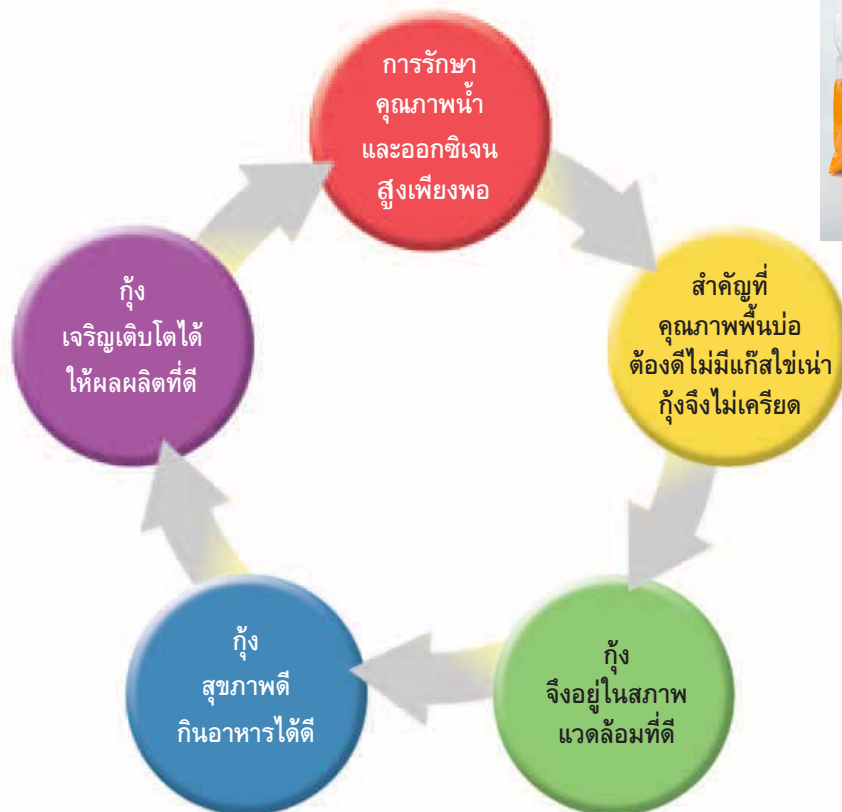 การรักษา
คุณภาพน้ำ
และออกซิเจน
สูงเพียงพอ
สำคัญที่
คุณภาพพื้นบ่อ
ต้องดีไม่มีแก๊สไข่เน่า
กุ้งจึงไม่เครียด
กุ้ง
จึงอยู่ในสภาพ
แวดล้อมที่ดี
กุ้ง
สุขภาพดี
กินอาหารได้ดี
กุ้ง
เจริญเติบโตได้
ให้ผลผลิตที่ดี